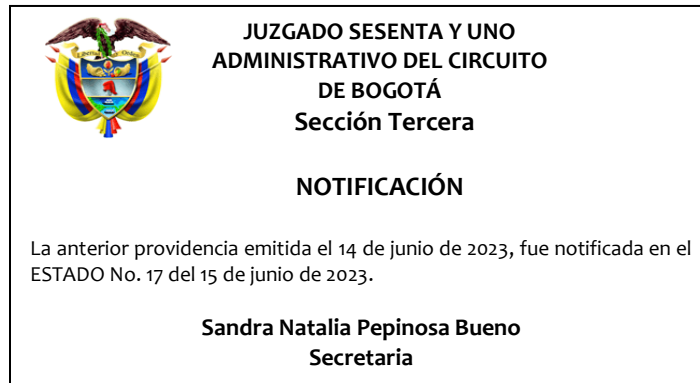 JUZGADO SESENTA Y UNO
ADMINISTRATIVO DEL CIRCUITO
DE BOGOTÁ
Sección Tercera
NOTIFICACIÓN
La anterior providencia emitida el 14 de junio de 2023, fue notificada en el
ESTADO No. 17 del 15 de junio de 2023.
Sandra Natalia Pepinosa Bueno
Secretaria